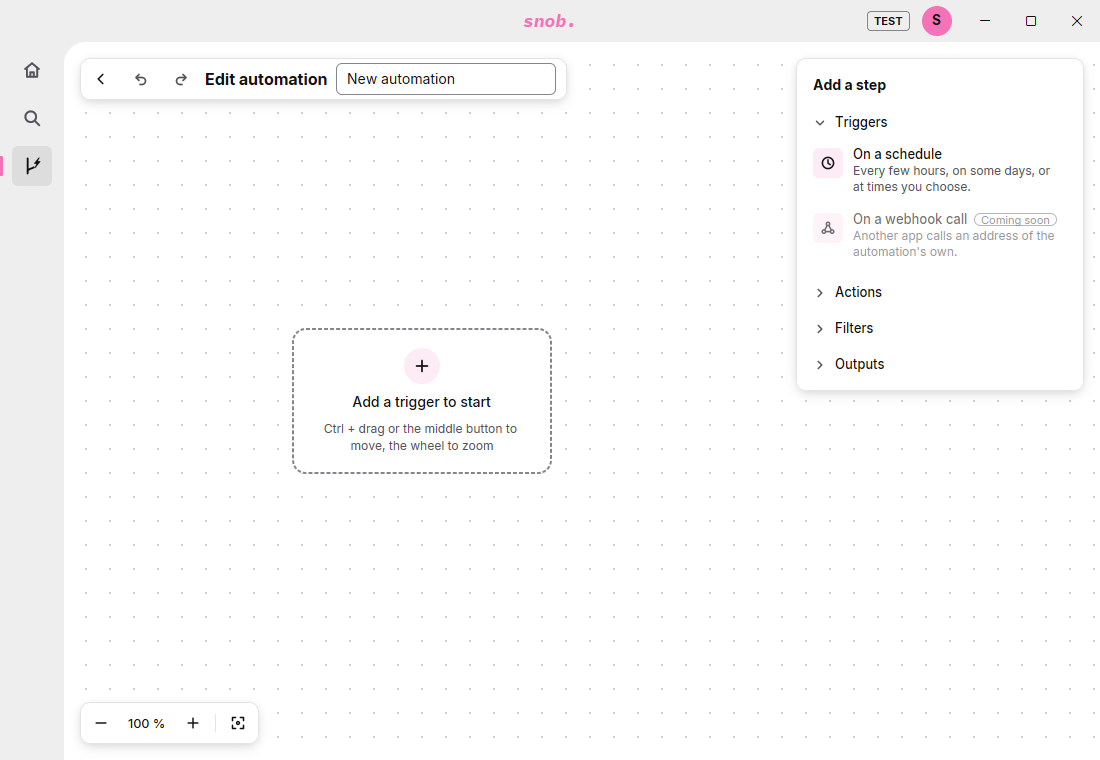 snob.
TEST
S
Edit automation
New automation
Add a step
Triggers
On a schedule
Every few hours, on some days, or
at times you choose.
On a webhook call Coming soon
Another app calls an address of the
automation's own.
Actions
Filters
Outputs
Add a trigger to start
Ctrl + drag or the middle button to
move, the wheel to zoom
100 %